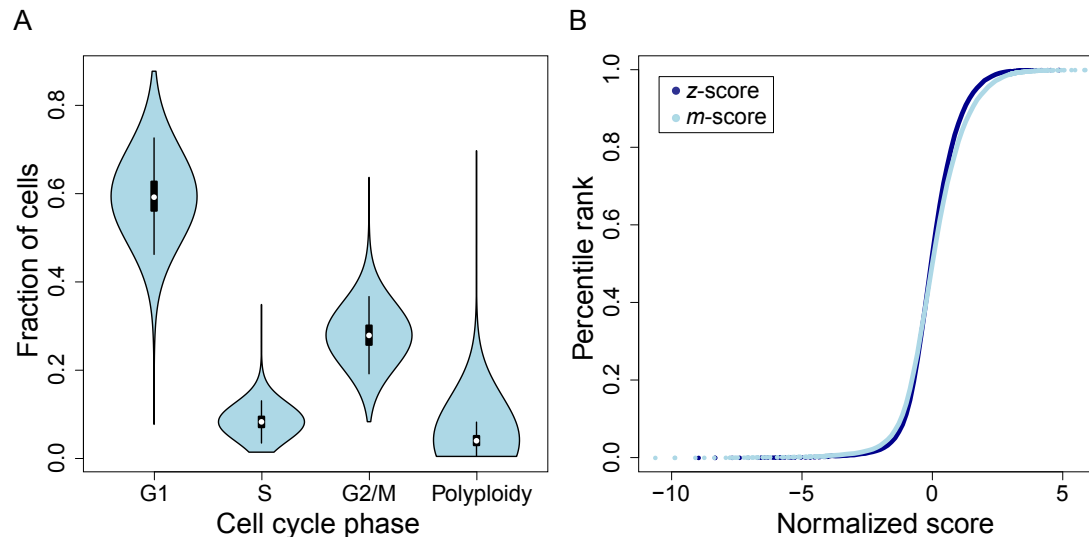 A
Fraction of cells
0.8
0.6
0.4
0.2
0.0
G1 S G2/M Polyploidy
Cell cycle phase
B
Percentile rank
1.0
0.8
0.6
0.4
0.2
0.0
z-score
m-score
−10 −5 0 5
Normalized score